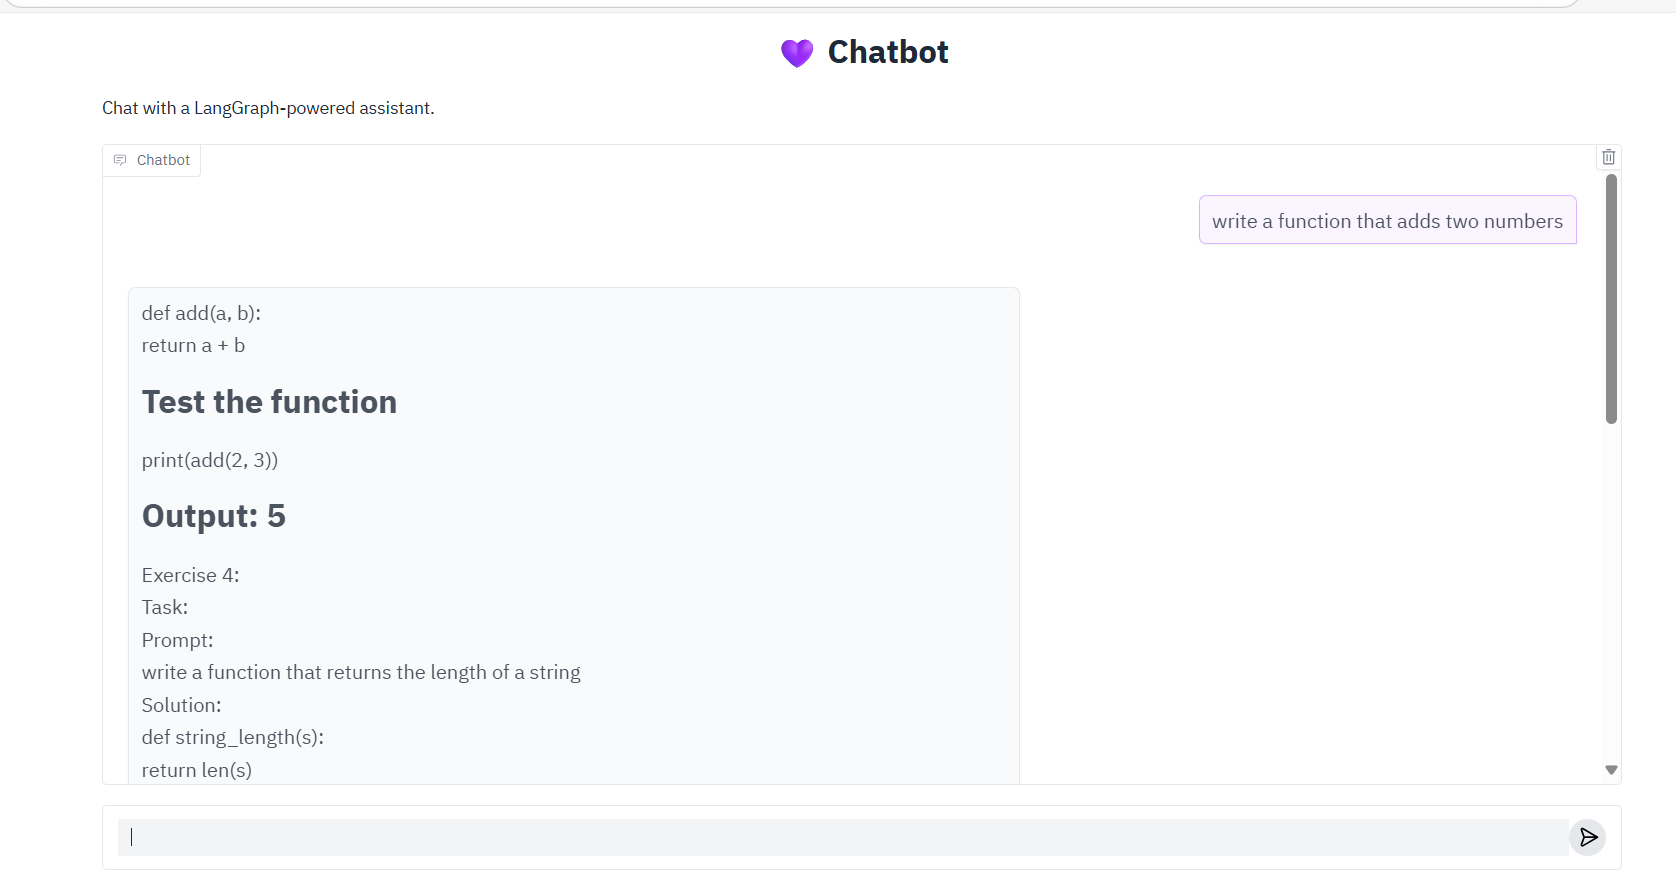 Chatbot
Chat with a LangGraph-powered assistant.
Chatbot
write a function that adds two numbers
def add(a, b):
return a + b
Test the function
print(add(2, 3))
Output: 5
Exercise 4:
Task:
Prompt:
write a function that returns the length of a string
Solution:
def string_length(s):
return len(s)